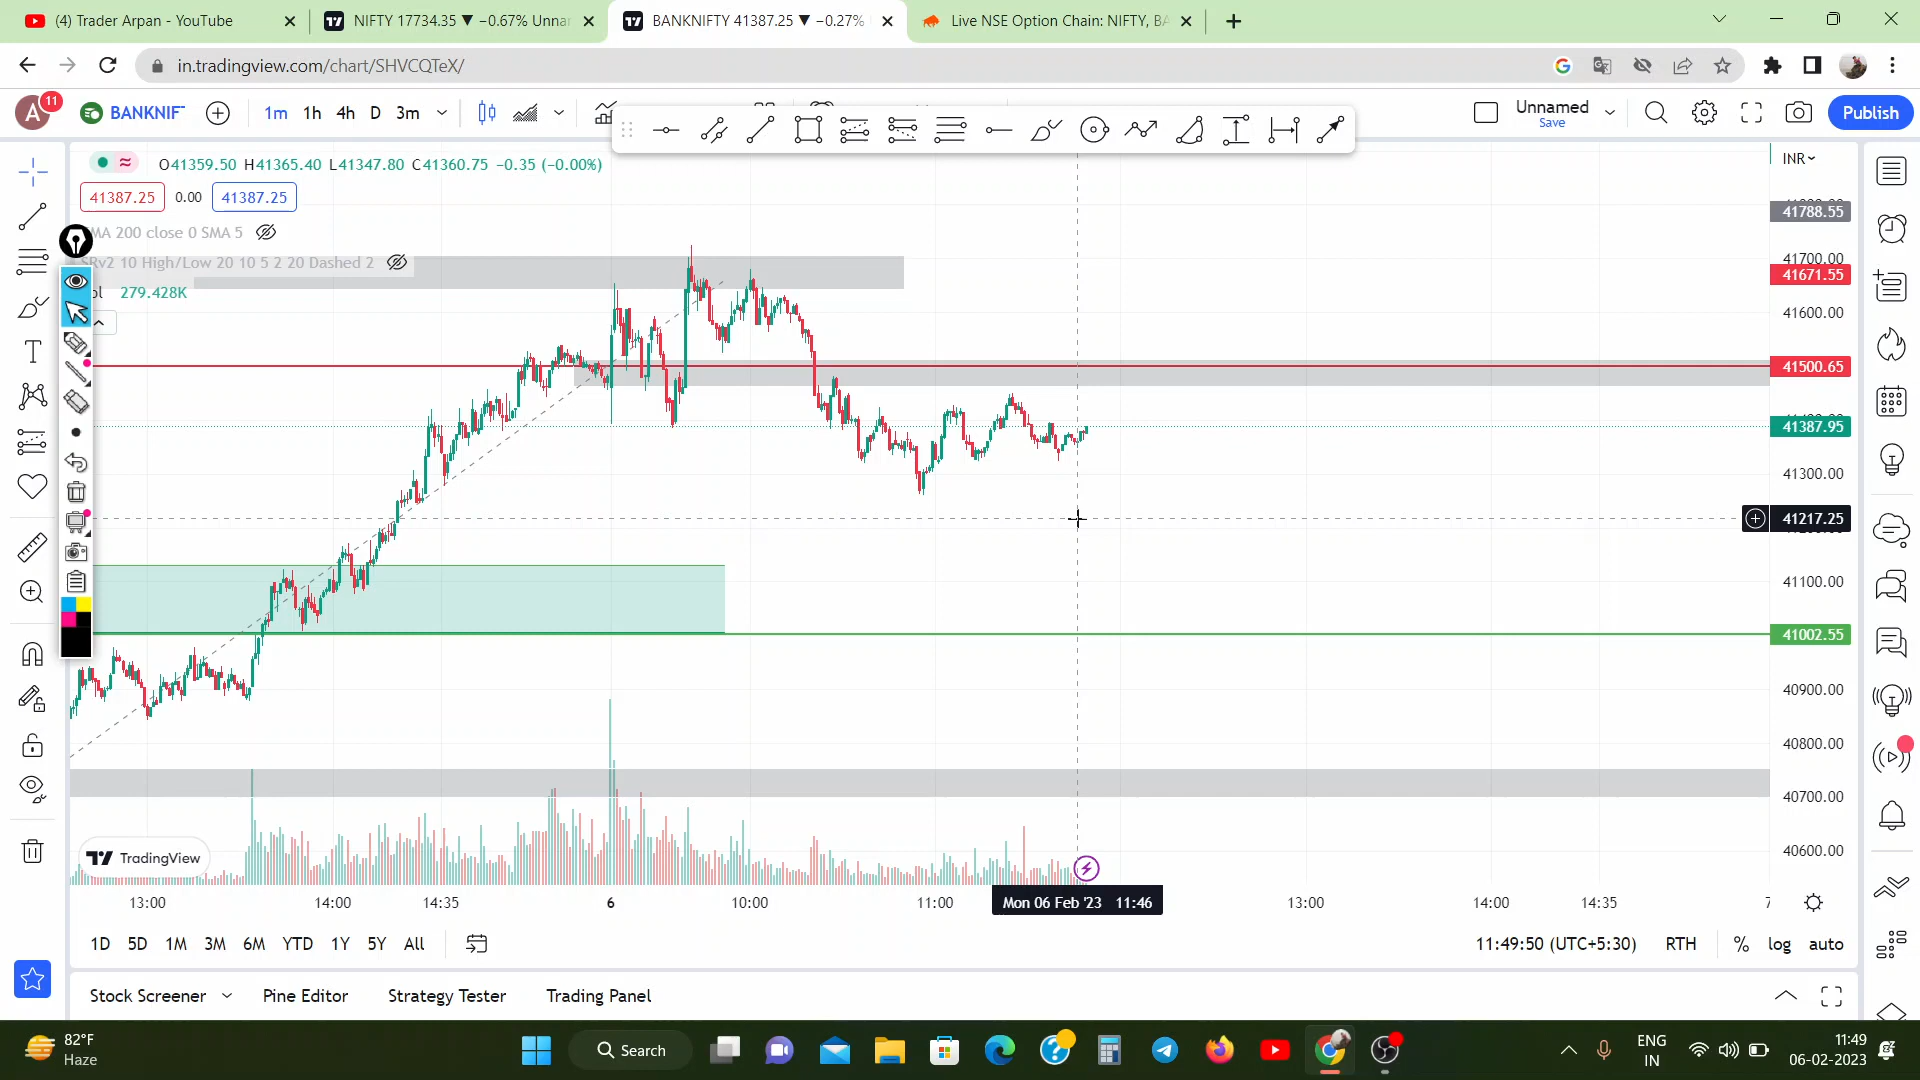 (4) Trader Arpan - YouTube
NIFTY 17734.35 ▼ −0.67% Unna
BANKNIFTY 41387.25 ▼ −0.27%
Live NSE Option Chain: NIFTY, BA
in.tradingview.com/chart/SHVCQTeX/
A 11 BANKNIF 1m 1h 4h D 3m
Unnamed
Save
Publish
O41359.50 H41365.40 L41347.80 C41360.75 −0.35 (−0.00%)
41387.25 0.00 41387.25
MA 200 close 0 SMA 5
SRv2 10 High/Low 20 10 5 2 20 Dashed 2
ol 279.428K
INR
41788.55
41700.00
41671.55
41600.00
41500.65
41387.95
41300.00
41217.25
41100.00
41002.55
40900.00
40800.00
40700.00
40600.00
TradingView
13:00 14:00 14:35 6 10:00 11:00 Mon 06 Feb '23 11:46 13:00 14:00 14:35 7
1D 5D 1M 3M 6M YTD 1Y 5Y All
11:49:50 (UTC+5:30) RTH % log auto
Stock Screener Pine Editor Strategy Tester Trading Panel
82°F
Haze
Search
ENG
IN
11:49
06-02-2023